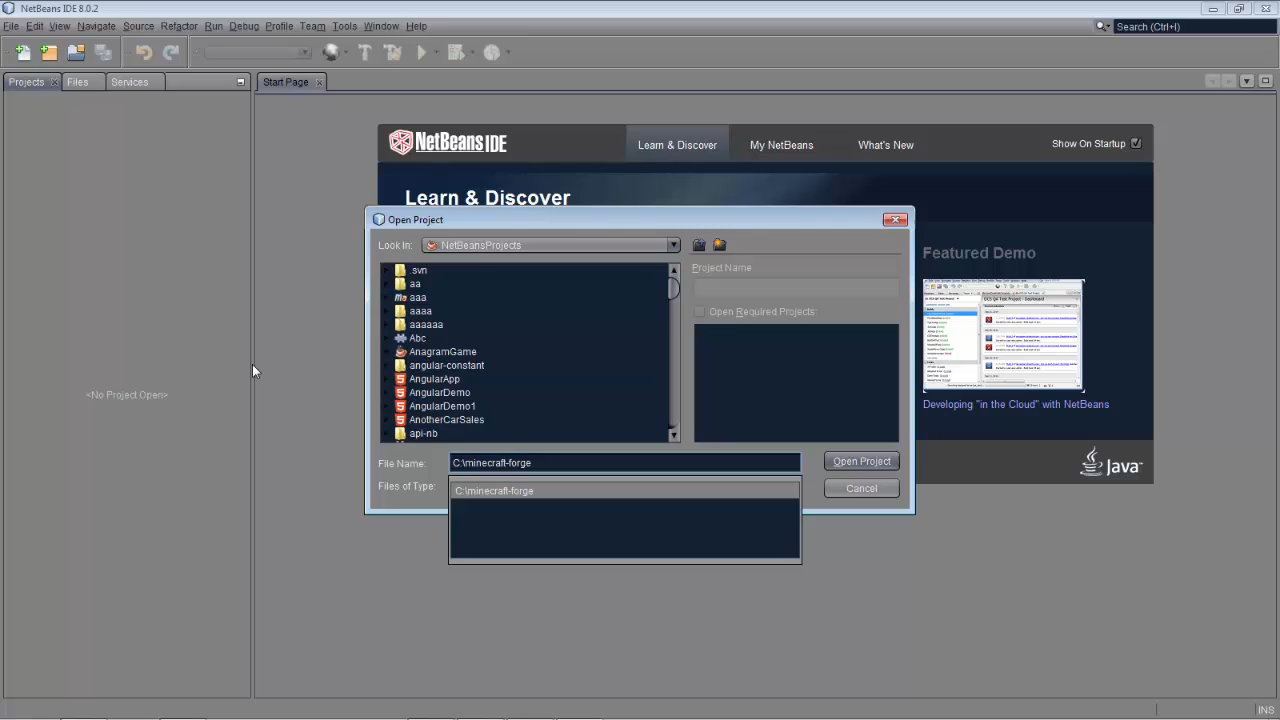 NetBeans IDE 8.0.2
File Edit View Navigate Source Refactor Run Debug Profile Team Tools Window Help
Search (Ctrl+I)
Projects Files Services
Start Page
NetBeans IDE
Learn & Discover My NetBeans What's New
Show On Startup
Learn & Discover
Open Project
Look In: NetBeansProjects
Project Name
.svn
aa
aaa
aaaa
aaaaaa
Abc
AnagramGame
angular-constant
AngularApp
AngularDemo
AngularDemo1
AnotherCarSales
api-nb
Open Required Projects:
File Name: C:\minecraft-forge
Open Project
Files of Type:
C:\minecraft-forge
Cancel
<No Project Open>
Featured Demo
Developing "in the Cloud" with NetBeans
Java
INS